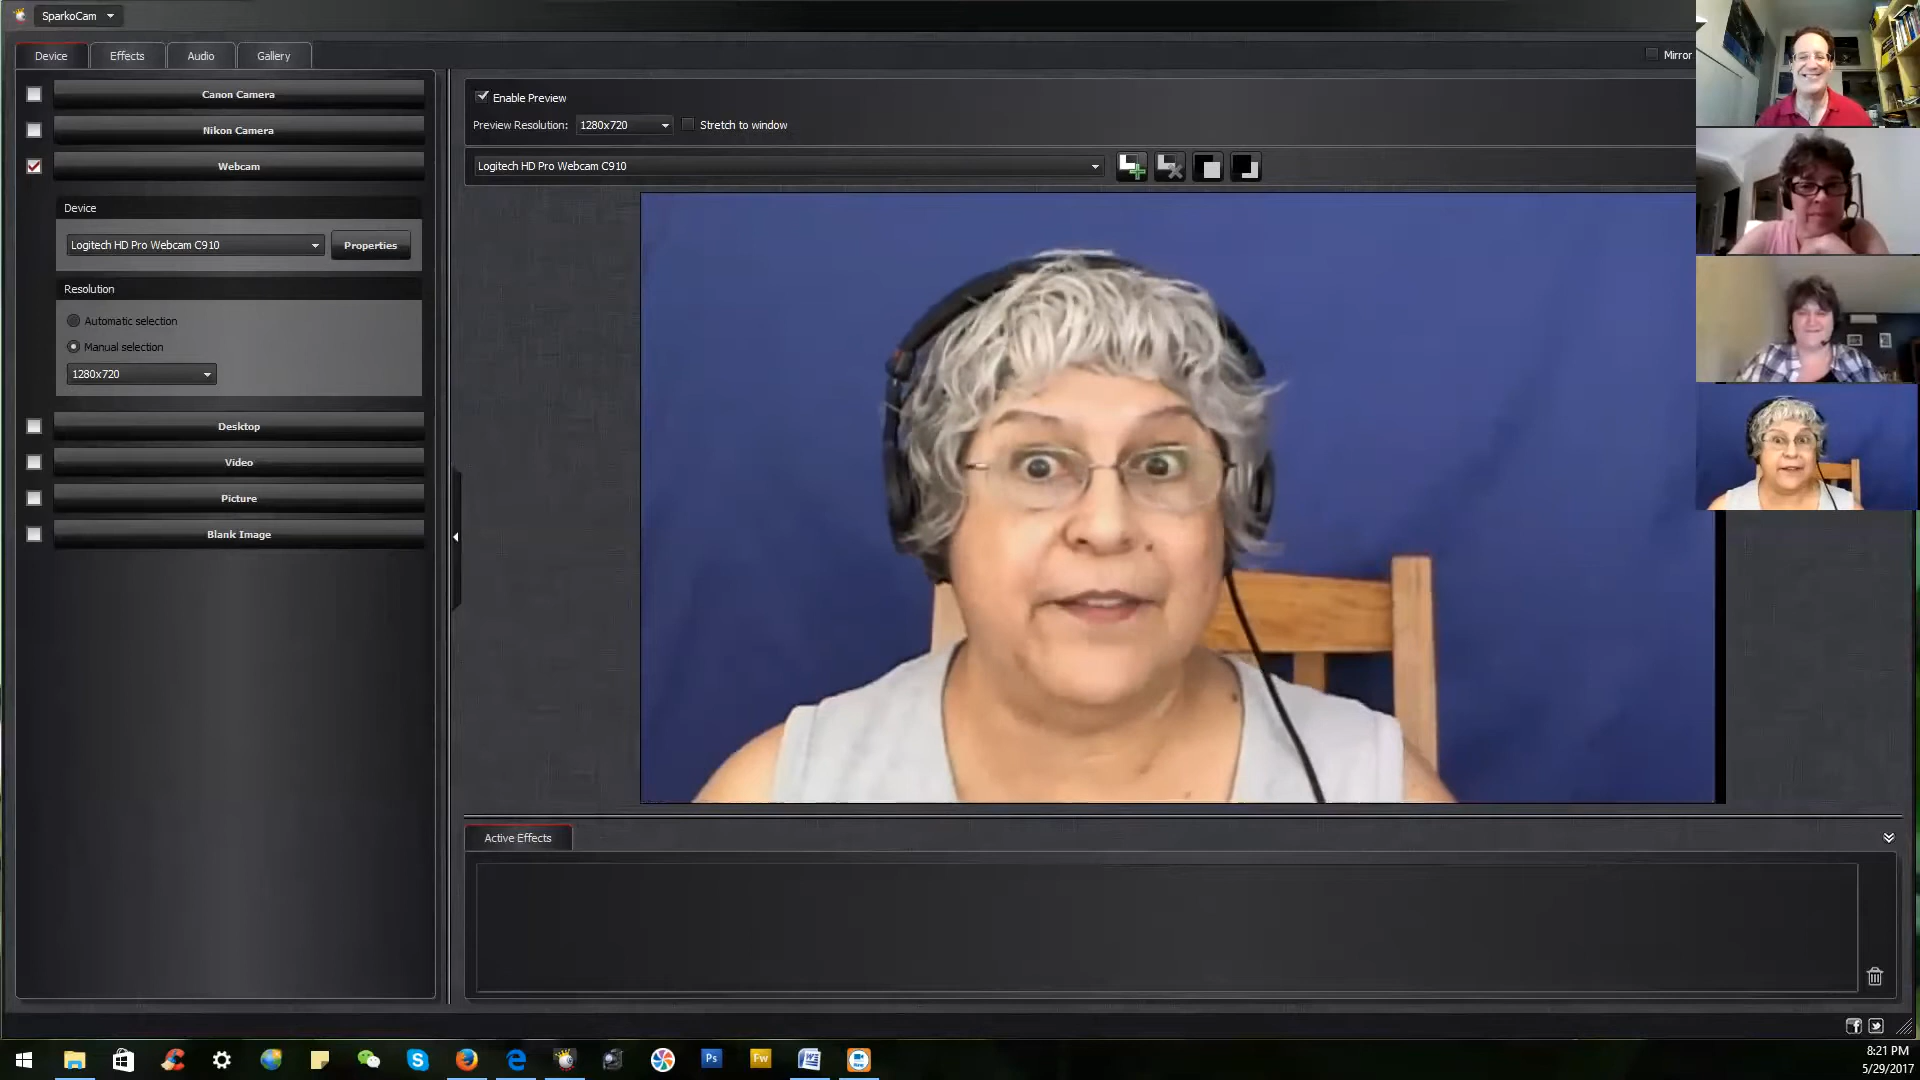 SparkoCam
Device Effects Audio Gallery
Mirror
Canon Camera
Nikon Camera
Webcam
Device
Logitech HD Pro Webcam C910 Properties
Resolution
Automatic selection
Manual selection
1280x720
Desktop
Video
Picture
Blank Image
Enable Preview
Preview Resolution: 1280x720 Stretch to window
Logitech HD Pro Webcam C910
Active Effects
Ps Fw
8:21 PM
5/29/2017